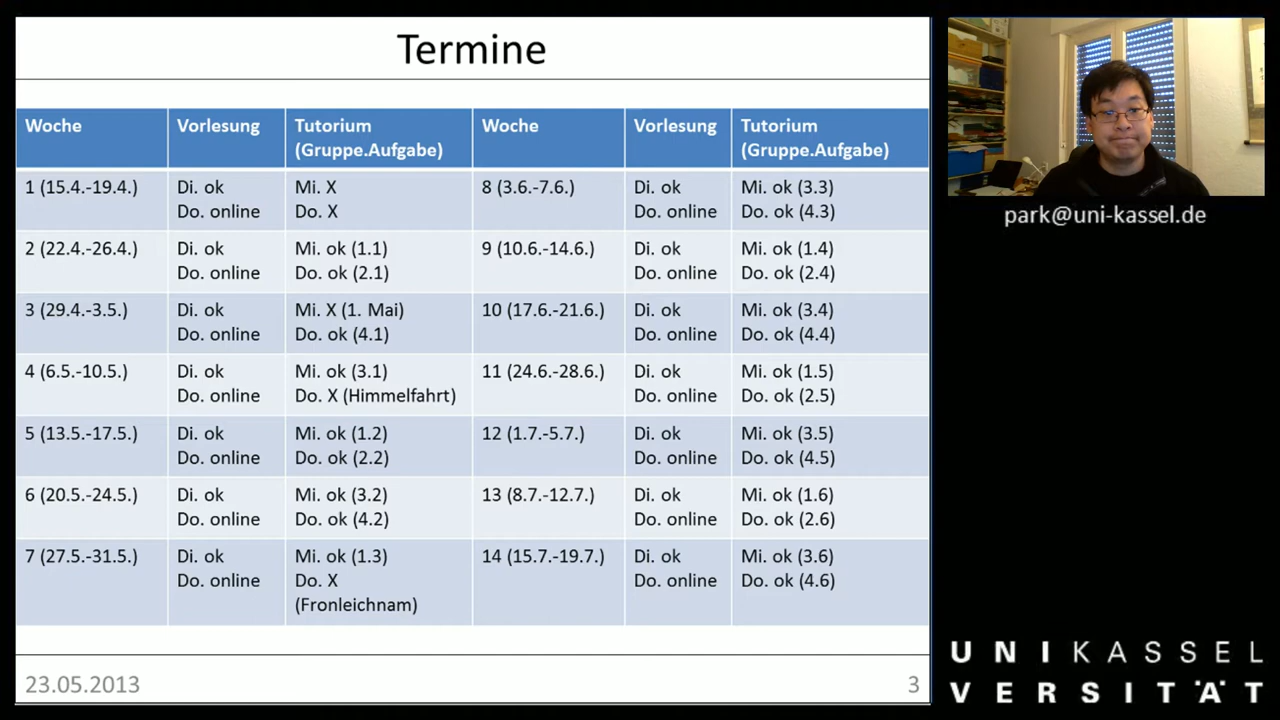 Termine
Woche Vorlesung Tutorium (Gruppe.Aufgabe) Woche Vorlesung Tutorium (Gruppe.Aufgabe)
1 (15.4.-19.4.) Di. ok Do. online Mi. X Do. X 8 (3.6.-7.6.) Di. ok Do. online Mi. ok (3.3) Do. ok (4.3)
2 (22.4.-26.4.) Di. ok Do. online Mi. ok (1.1) Do. ok (2.1) 9 (10.6.-14.6.) Di. ok Do. online Mi. ok (1.4) Do. ok (2.4)
3 (29.4.-3.5.) Di. ok Do. online Mi. X (1. Mai) Do. ok (4.1) 10 (17.6.-21.6.) Di. ok Do. online Mi. ok (3.4) Do. ok (4.4)
4 (6.5.-10.5.) Di. ok Do. online Mi. ok (3.1) Do. X (Himmelfahrt) 11 (24.6.-28.6.) Di. ok Do. online Mi. ok (1.5) Do. ok (2.5)
5 (13.5.-17.5.) Di. ok Do. online Mi. ok (1.2) Do. ok (2.2) 12 (1.7.-5.7.) Di. ok Do. online Mi. ok (3.5) Do. ok (4.5)
6 (20.5.-24.5.) Di. ok Do. online Mi. ok (3.2) Do. ok (4.2) 13 (8.7.-12.7.) Di. ok Do. online Mi. ok (1.6) Do. ok (2.6)
7 (27.5.-31.5.) Di. ok Do. online Mi. ok (1.3) Do. X (Fronleichnam) 14 (15.7.-19.7.) Di. ok Do. online Mi. ok (3.6) Do. ok (4.6)
23.05.2013 3
park@uni-kassel.de
UNIKASSEL
VERSITÄT